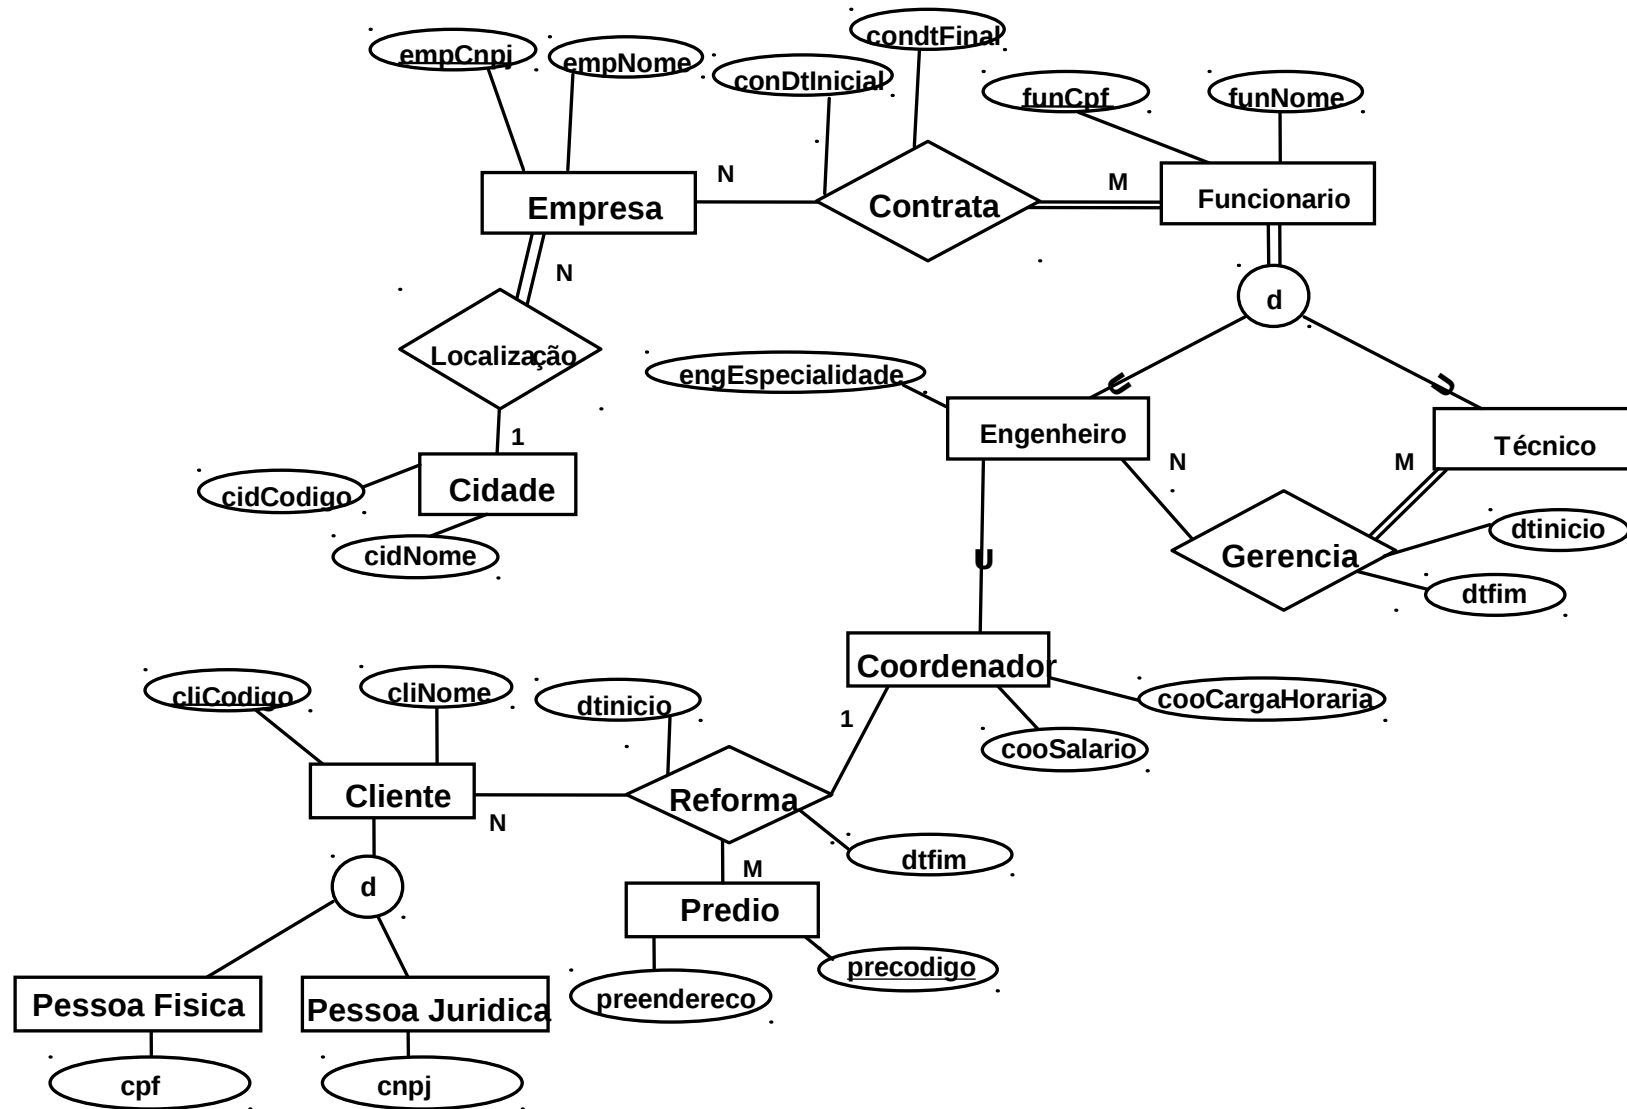 condtFinal
empCnpj
empNome
conDtInicial
funCpf
funNome
N
M
Empresa
Contrata
Funcionario
N
d
Localização
engEspecialidade
1
Engenheiro
Técnico
N
M
cidCodigo
Cidade
cidNome
U
U
U
Gerencia
dtinicio
dtfim
Coordenador
cliCodigo
cliNome
dtinicio
1
cooCargaHoraria
cooSalario
Cliente
Reforma
N
M
dtfim
d
Predio
preendereco
precodigo
Pessoa Fisica
Pessoa Juridica
cpf
cnpj